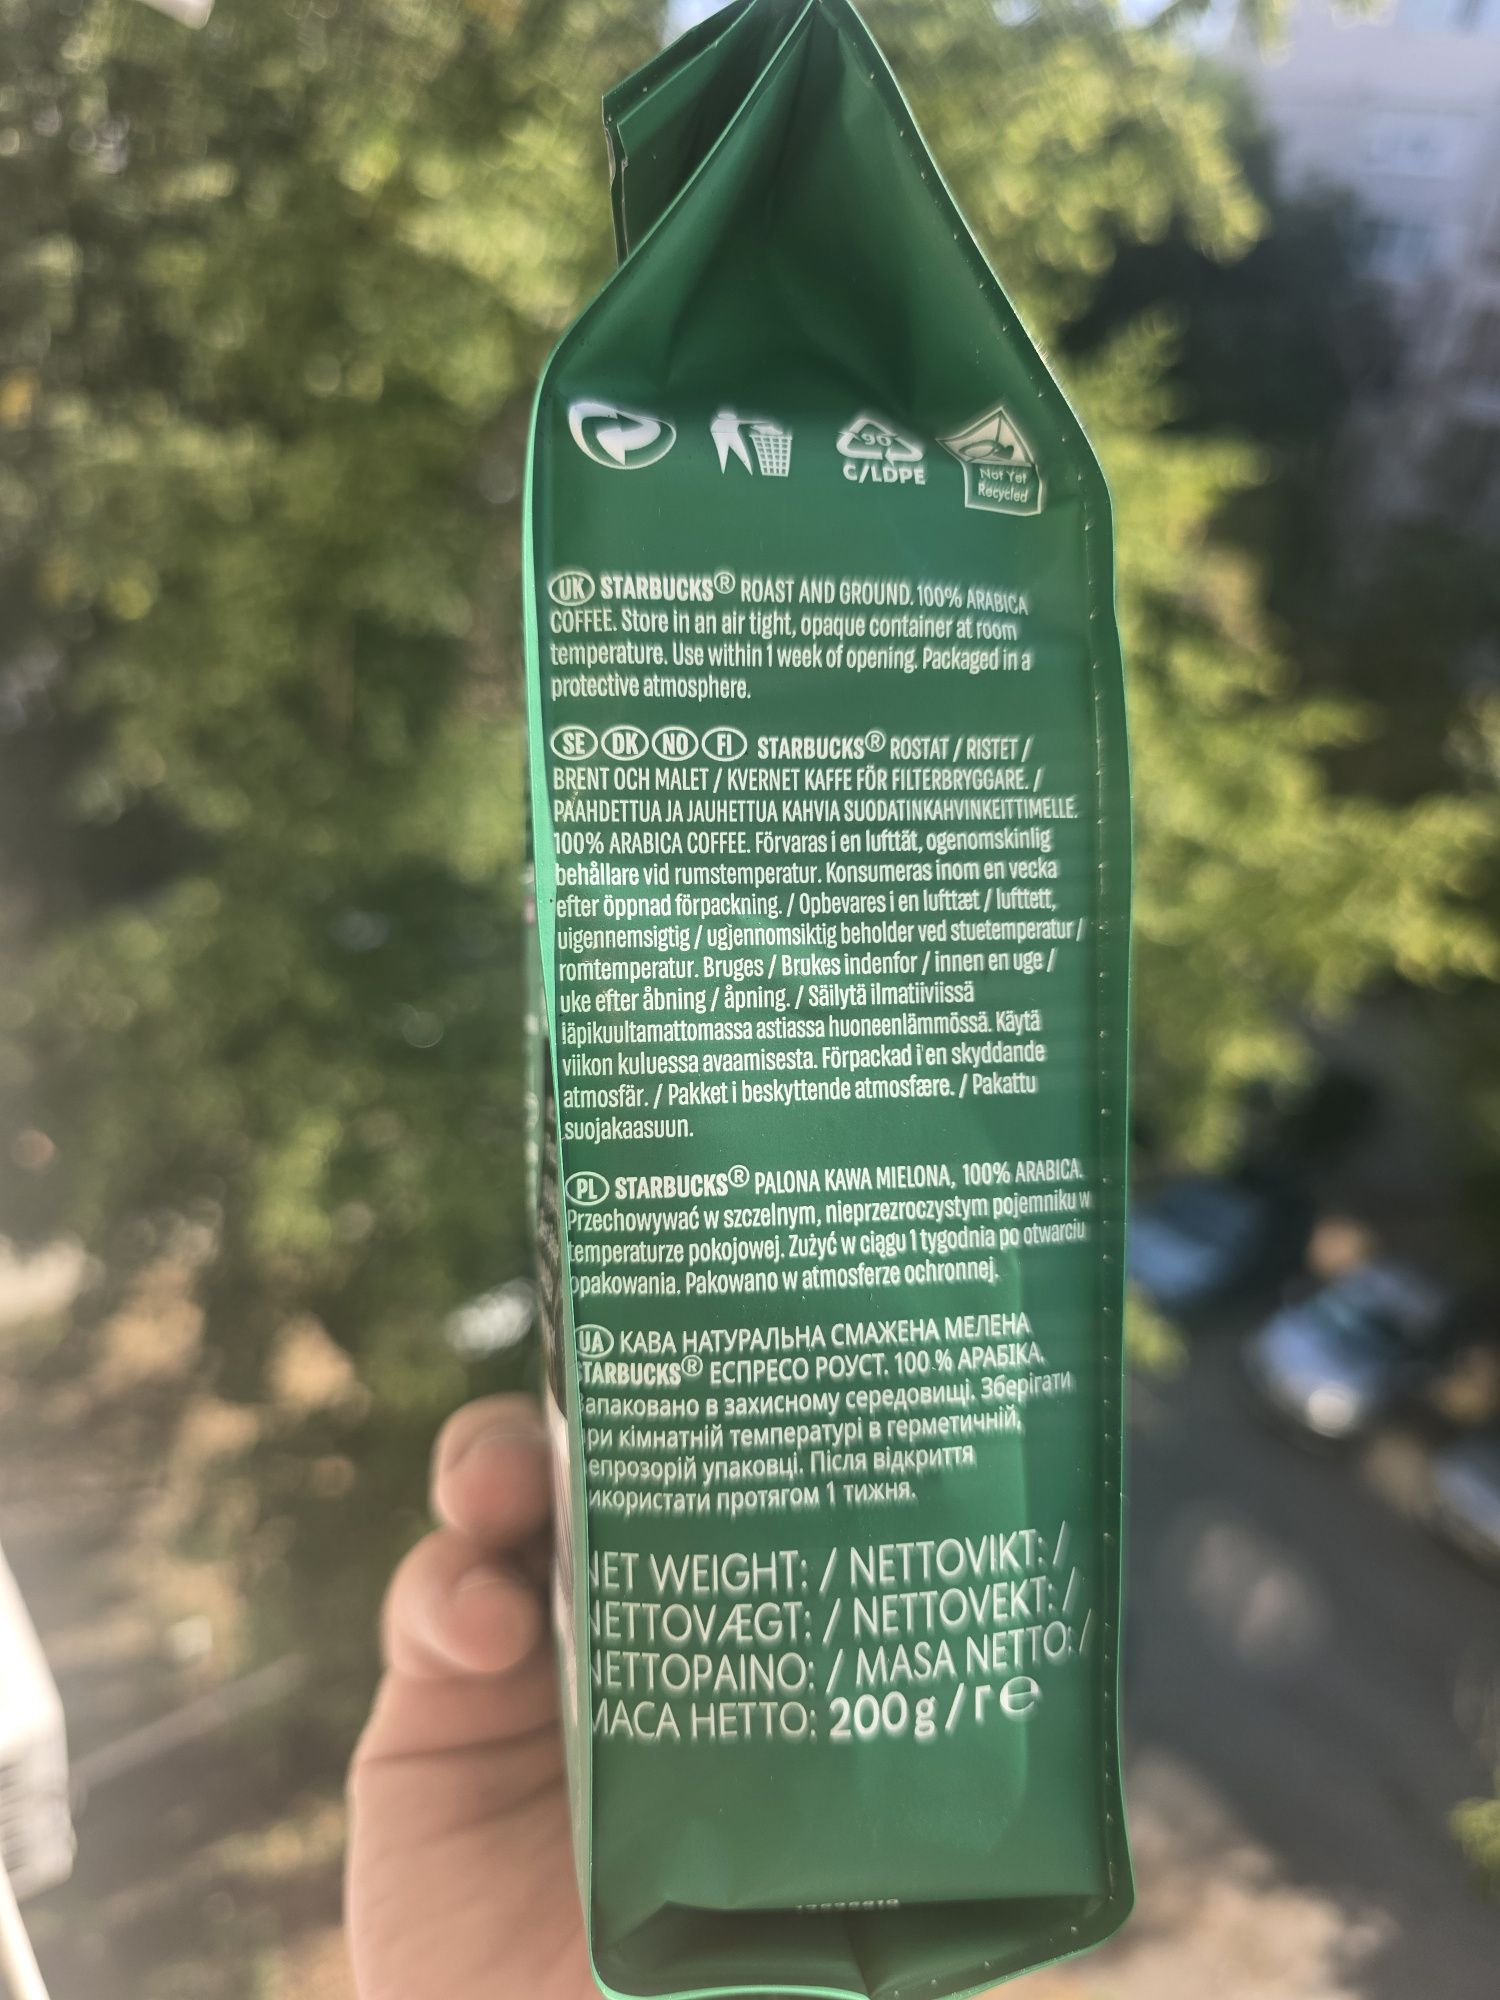 90
C/LDPE
Not Yet
Recycled
UK STARBUCKS® ROAST AND GROUND. 100% ARABICA
COFFEE. Store in an air tight, opaque container at room
temperature. Use within 1 week of opening. Packaged in a
protective atmosphere.
SE DK NO FI STARBUCKS® ROSTAT / RISTET /
BRENT OCH MALET / KVERNET KAFFE FÖR FILTERBRYGGARE. /
PAAHDETTUA JA JAUHETTUA KAHVIA SUODATINKAHVINKEITTIMELLE.
100% ARABICA COFFEE. Förvaras i en lufttät, ogenomskinlig
behållare vid rumstemperatur. Konsumeras inom en vecka
efter öppnad förpackning. / Opbevares i en lufttæt / lufttett,
uigennemsigtig / ugjennomsiktig beholder ved stuetemperatur /
romtemperatur. Bruges / Brukes indenfor / innen en uge /
uke efter åbning / åpning. / Säilytä ilmatiiviissä
läpikuultamattomassa astiassa huoneenlämmössä. Käytä
viikon kuluessa avaamisesta. Förpackad i en skyddande
atmosfär. / Pakket i beskyttende atmosfære. / Pakattu
suojakaasuun.
PL STARBUCKS® PALONA KAWA MIELONA, 100% ARABICA.
Przechowywać w szczelnym, nieprzezroczystym pojemniku w
temperaturze pokojowej. Zużyć w ciągu 1 tygodnia po otwarciu
opakowania. Pakowano w atmosferze ochronnej.
UA КАВА НАТУРАЛЬНА СМАЖЕНА МЕЛЕНА
STARBUCKS® ЕСПРЕСО РОУСТ. 100 % АРАБІКА.
апаковано в захисному середовищі. Зберігати
ри кімнатній температурі в герметичній,
епрозорій упаковці. Після відкриття
икористати протягом 1 тижня.
NET WEIGHT: / NETTOVIKT: /
NETTOVÆGT: / NETTOVEKT: /
NETTOPAINO: / MASA NETTO: /
МАСА НЕТТО: 200 g / г ℮